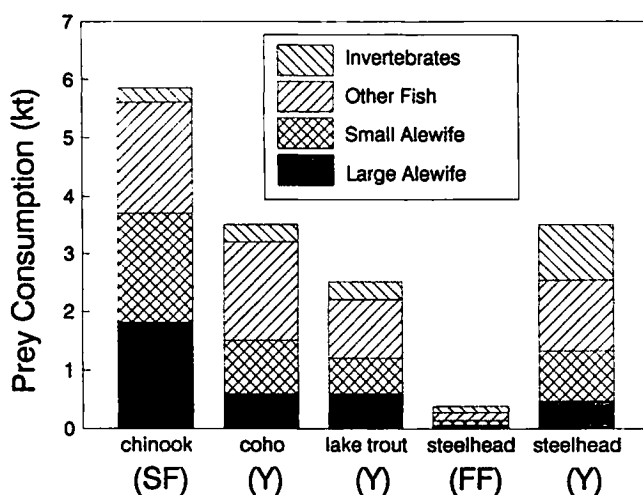 Prey Consumption (kt)
7
6
5
4
3
2
1
0
Invertebrates
Other Fish
Small Alewife
Large Alewife
chinook coho lake trout steelhead steelhead
(SF) (Y) (Y) (FF) (Y)